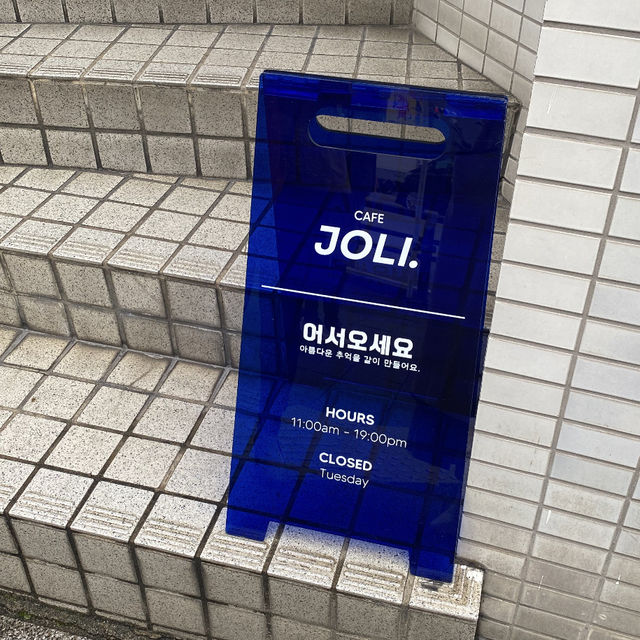 CAFE
JOLI.
어서오세요
아름다운 추억을 같이 만들어요.
HOURS
11:00am - 19:00pm
CLOSED
Tuesday